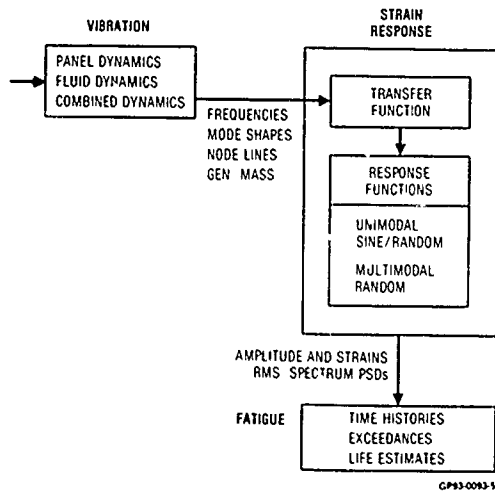 VIBRATION
PANEL DYNAMICS
FLUID DYNAMICS
COMBINED DYNAMICS
FREQUENCIES
MODE SHAPES
NODE LINES
GEN MASS
STRAIN
RESPONSE
TRANSFER
FUNCTION
RESPONSE
FUNCTIONS
UNIMODAL
SINE/RANDOM
MULTIMODAL
RANDOM
AMPLITUDE AND STRAINS
RMS SPECTRUM PSDs
FATIGUE
TIME HISTORIES
EXCEEDANCES
LIFE ESTIMATES